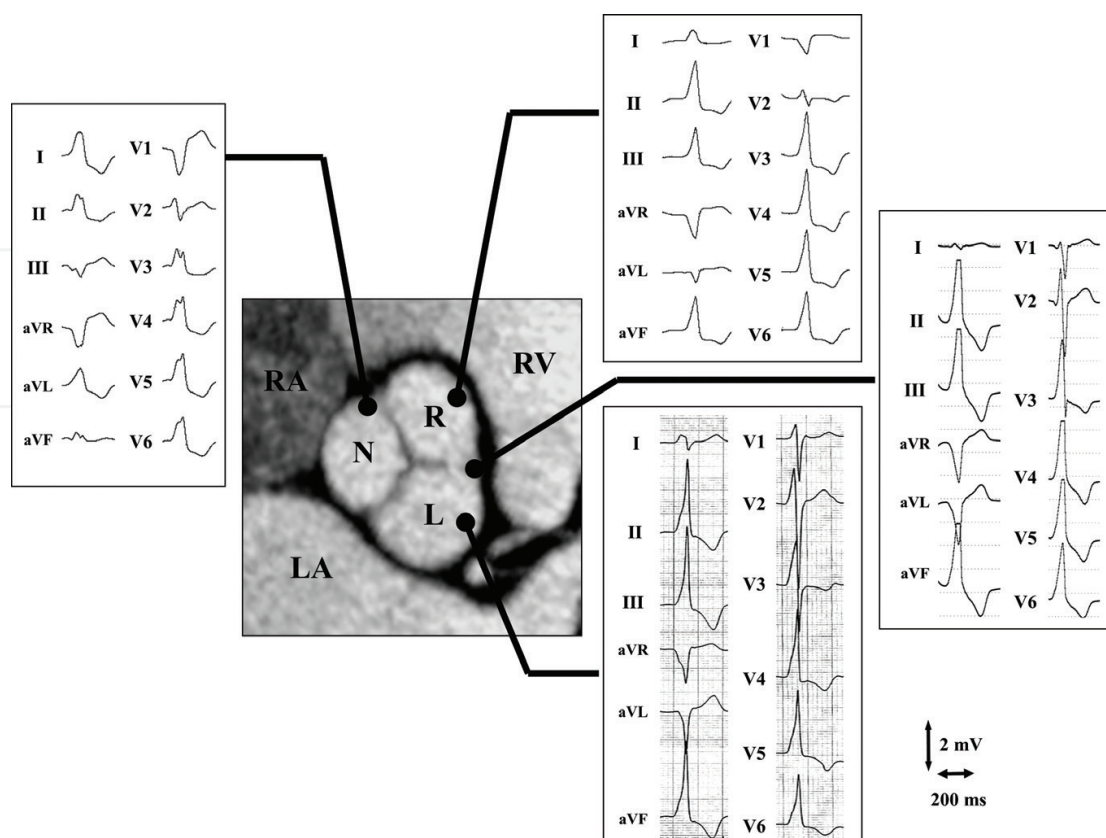 I V1
II V2
III V3
aVR V4
aVL V5
aVF V6
I V1
II V2
III V3
aVR V4
aVL V5
aVF V6
I V1
II V2
III V3
aVR V4
aVL V5
aVF V6
RA
RV
R
N
L
LA
I V1
II V2
III V3
aVR V4
aVL V5
aVF V6
2 mV
200 ms